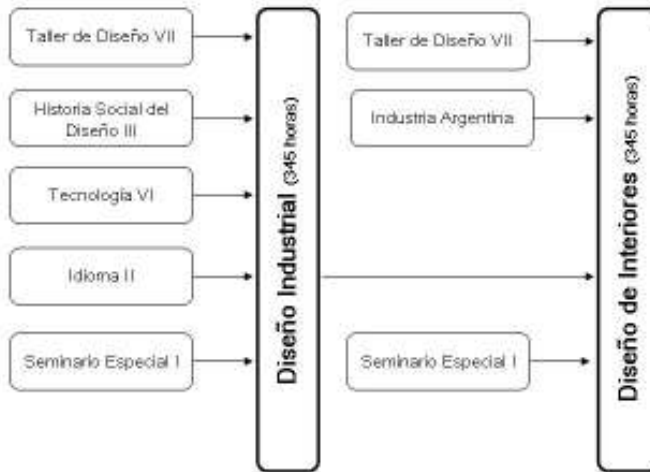 Taller de Diseño VII
Historia Social del
Diseño III
Tecnología VI
Idioma II
Seminario Especial I
Diseño Industrial (345 horas)
Taller de Diseño VII
Industria Argentina
Seminario Especial I
Diseño de Interiores (345 horas)